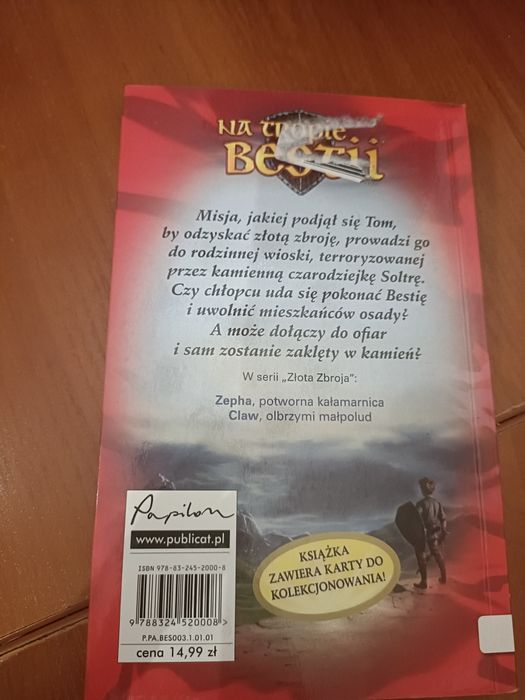 NA TROPIE
BESTII
Misja, jakiej podjął się Tom,
by odzyskać złotą zbroję, prowadzi go
do rodzinnej wioski, terroryzowanej
przez kamienną czarodziejkę Soltrę.
Czy chłopcu uda się pokonać Bestię
i uwolnić mieszkańców osady?
A może dołączy do ofiar
i sam zostanie zaklęty w kamień?
W serii „Złota Zbroja”:
Zepha, potworna kałamarnica
Claw, olbrzymi małpolud
Papilon
www.publicat.pl
ISBN 978-83-245-2000-8
9 788324 520008 >
P.PA.BES003.1.01.01
cena 14,99 zł
KSIĄŻKA
ZAWIERA KARTY DO
KOLEKCJONOWANIA!